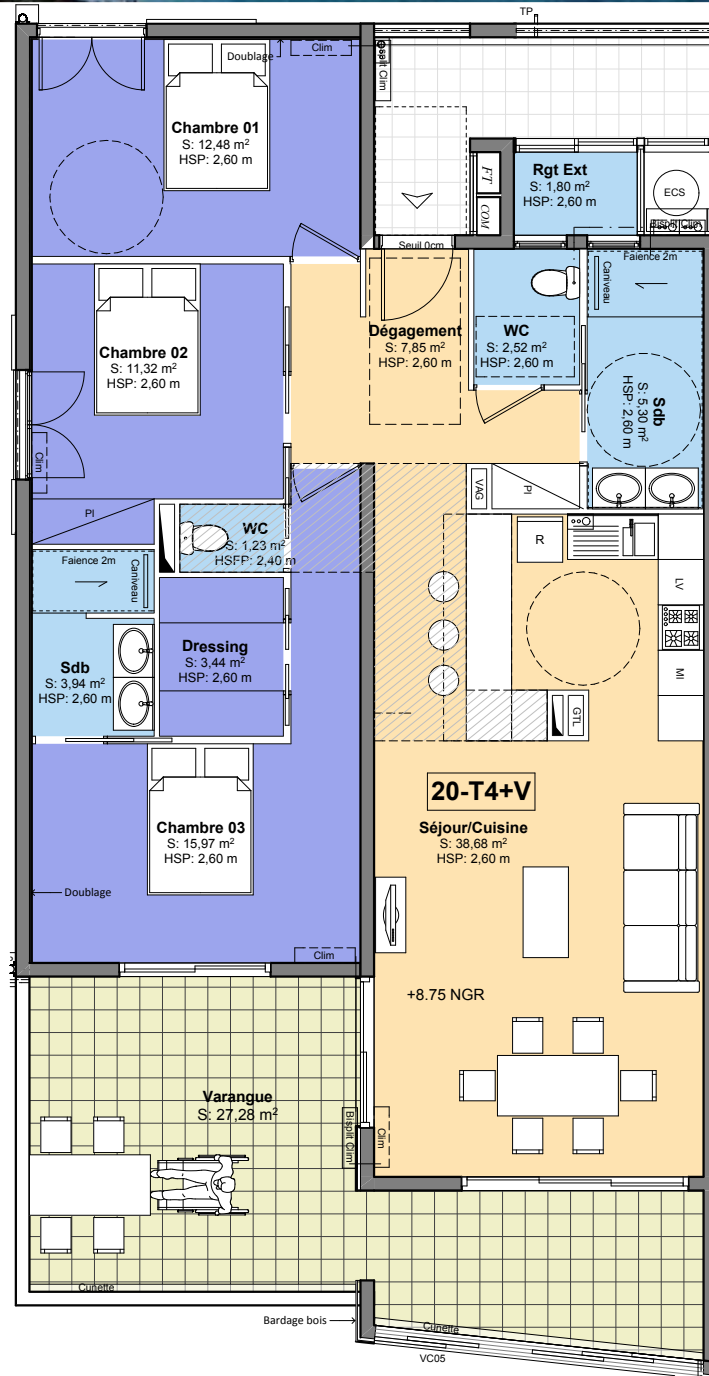 TP
Doublage
Clim
Bisplit Clim
Chambre 01
S: 12,48 m²
HSP: 2,60 m
FT
COM
Rgt Ext
S: 1,80 m²
HSP: 2,60 m
ECS
Bisplit Clim
Seuil 0cm
Faience 2m
Caniveau
Dégagement
S: 7,85 m²
HSP: 2,60 m
WC
S: 2,52 m²
HSP: 2,60 m
Sdb
S: 5,30 m²
HSP: 2,60 m
Chambre 02
S: 11,32 m²
HSP: 2,60 m
Clim
Pl
VAG
Pl
WC
S: 1,23 m²
HSFP: 2,40 m
R
LV
MI
GTL
Faience 2m
Caniveau
Sdb
S: 3,94 m²
HSP: 2,60 m
Dressing
S: 3,44 m²
HSP: 2,60 m
20-T4+V
Séjour/Cuisine
S: 38,68 m²
HSP: 2,60 m
Chambre 03
S: 15,97 m²
HSP: 2,60 m
Doublage
Clim
+8.75 NGR
Varangue
S: 27,28 m²
Bisplit Clim
Clim
Cunette
Bardage bois
Cunette
VC05